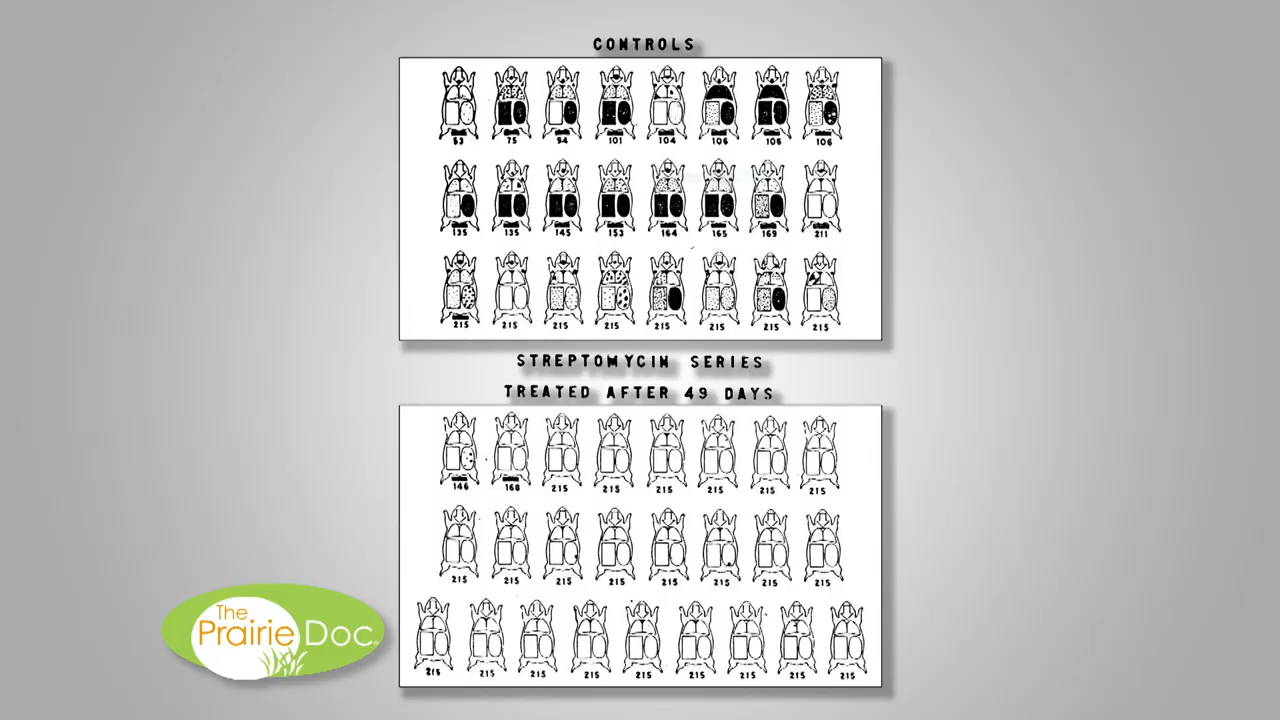 CONTROLS
53 75 94 101 104 106 106 106
135 135 145 153 164 165 169 211
215 215 215 215 215 215 215 215
STREPTOMYCIN SERIES
TREATED AFTER 49 DAYS
146 168 215 215 215 215 215 215
215 215 215 215 215 215 215 215
215 215 215 215 215 215 215 215 215
The
Prairie Doc